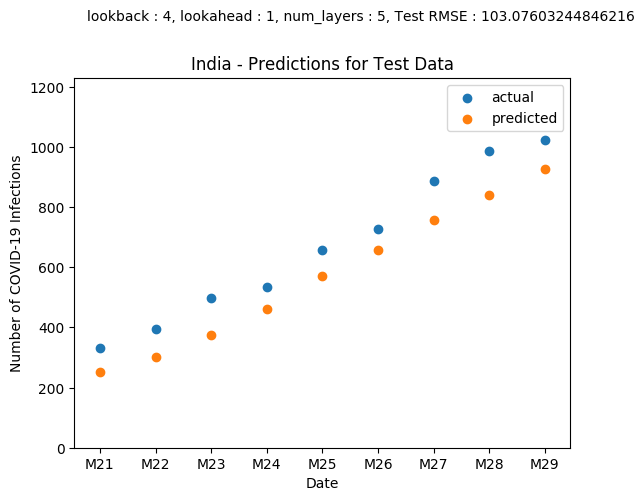 lookback : 4, lookahead : 1, num_layers : 5, Test RMSE : 103.07603244846216
India - Predictions for Test Data
actual
predicted
Number of COVID-19 Infections
1200
1000
800
600
400
200
0
M21 M22 M23 M24 M25 M26 M27 M28 M29
Date